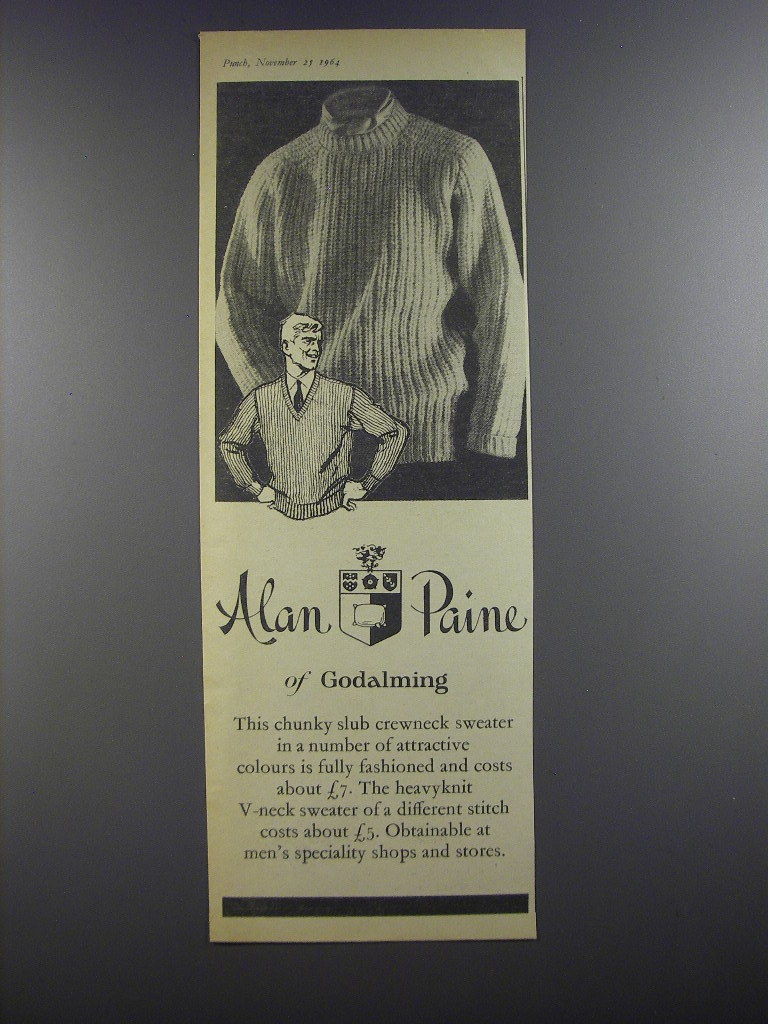 Punch, November 25 1964
Alan Paine
of Godalming
This chunky slub crewneck sweater
in a number of attractive
colours is fully fashioned and costs
about £7. The heavyknit
V-neck sweater of a different stitch
costs about £5. Obtainable at
men's speciality shops and stores.